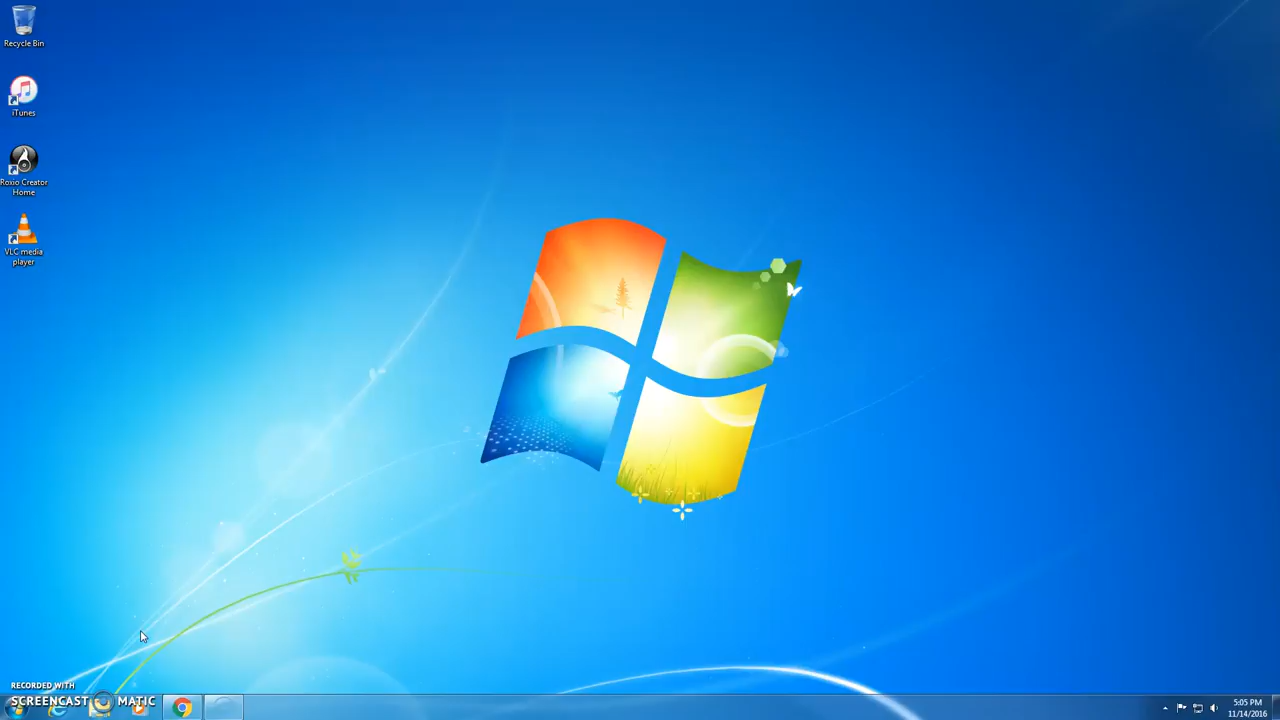 Recycle Bin
iTunes
Roxio Creator
Home
VLC media
player
RECORDED WITH
SCREENCAST MATIC
5:05 PM
11/14/2016